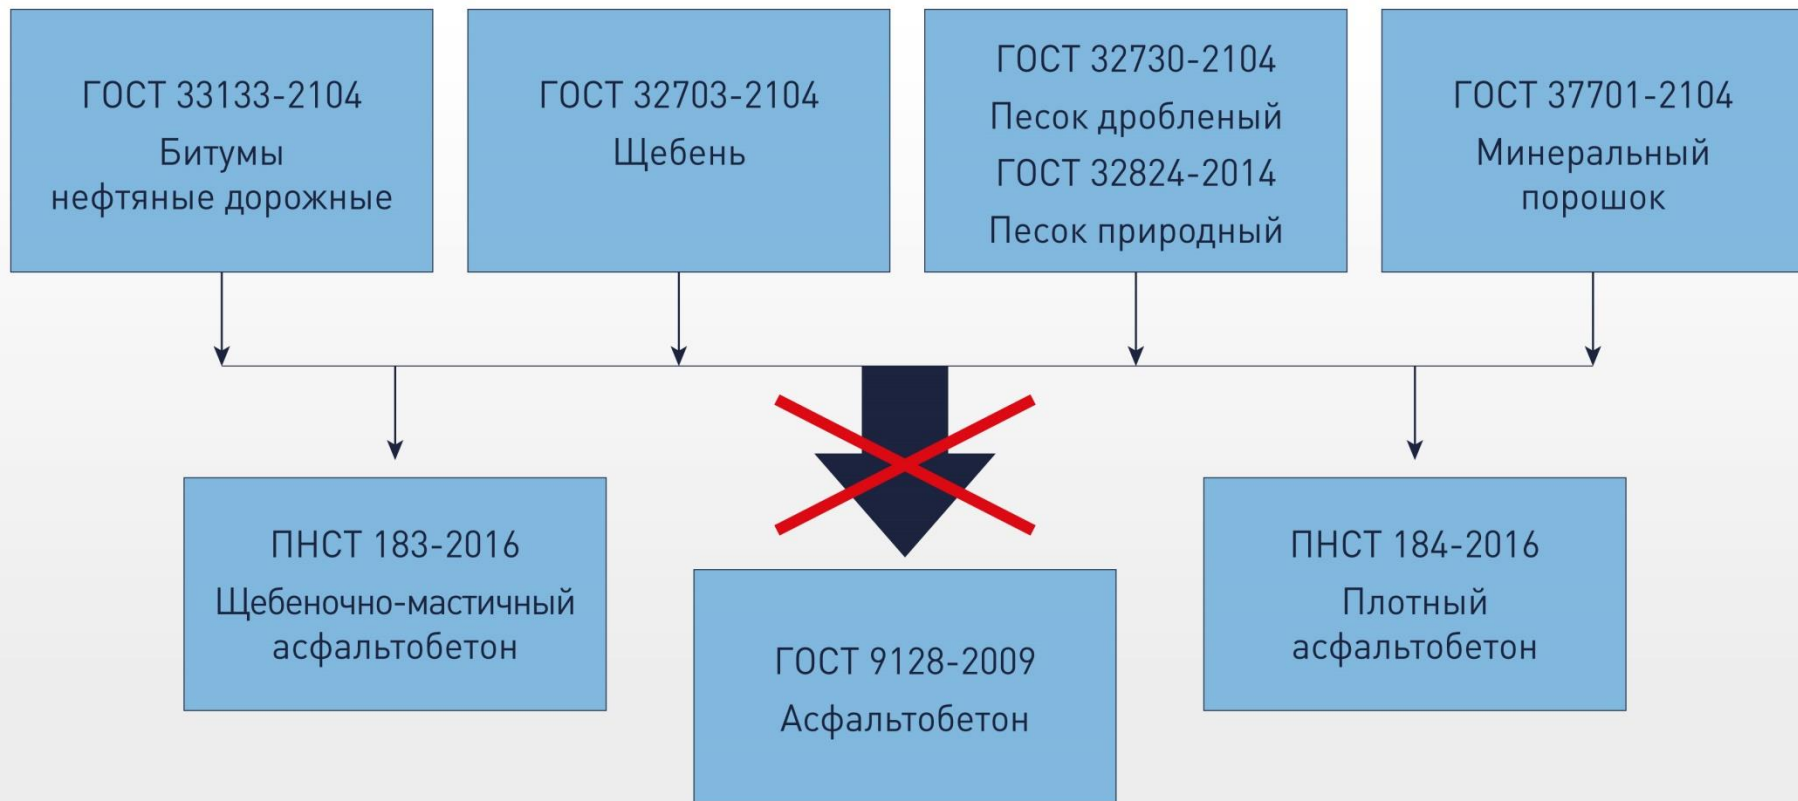 ГОСТ 33133-2104
Битумы
нефтяные дорожные
ГОСТ 32703-2104
Щебень
ГОСТ 32730-2104
Песок дробленый
ГОСТ 32824-2014
Песок природный
ГОСТ 37701-2104
Минеральный
порошок
ПНСТ 183-2016
Щебеночно-мастичный
асфальтобетон
ГОСТ 9128-2009
Асфальтобетон
ПНСТ 184-2016
Плотный
асфальтобетон